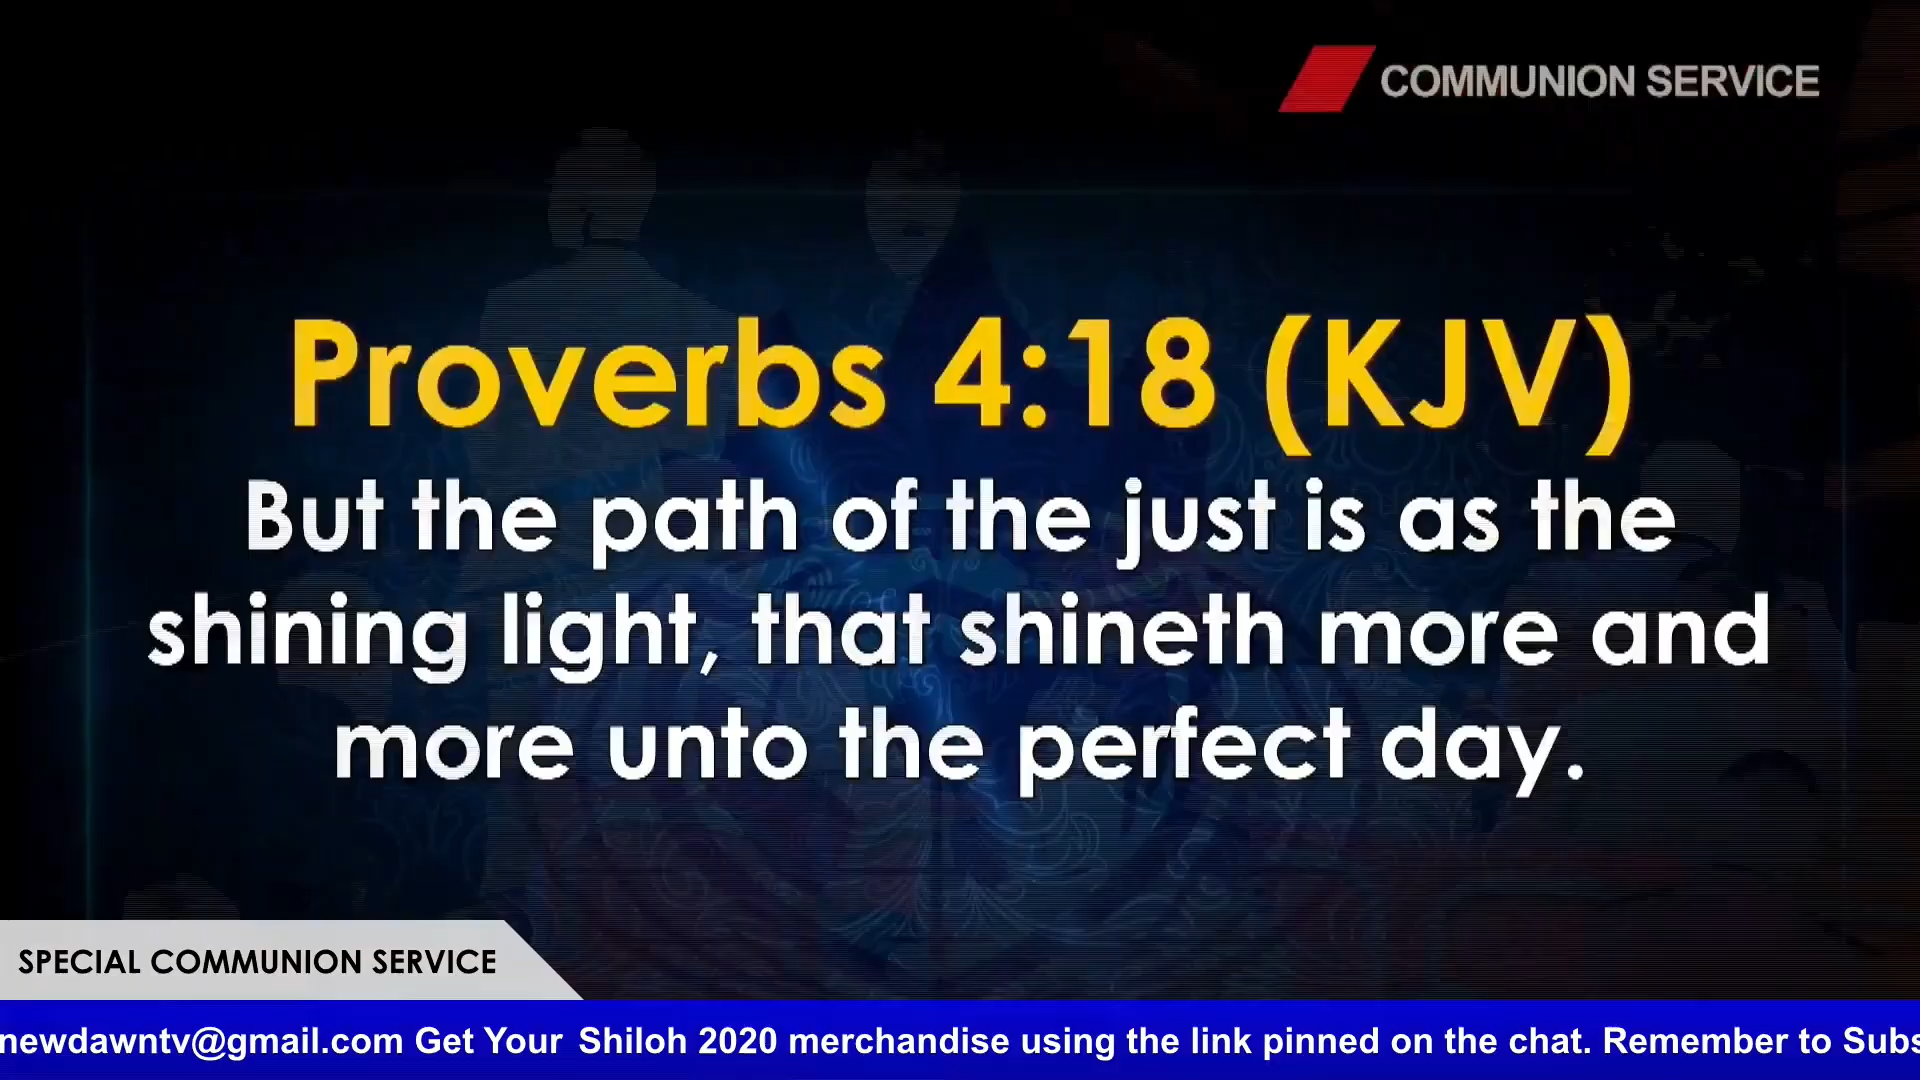 COMMUNION SERVICE
Proverbs 4:18 (KJV)
But the path of the just is as the
shining light, that shineth more and
more unto the perfect day.
SPECIAL COMMUNION SERVICE
newdawntv@gmail.com Get Your Shiloh 2020 merchandise using the link pinned on the chat. Remember to Subs